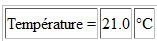 Température = 21.0 °C